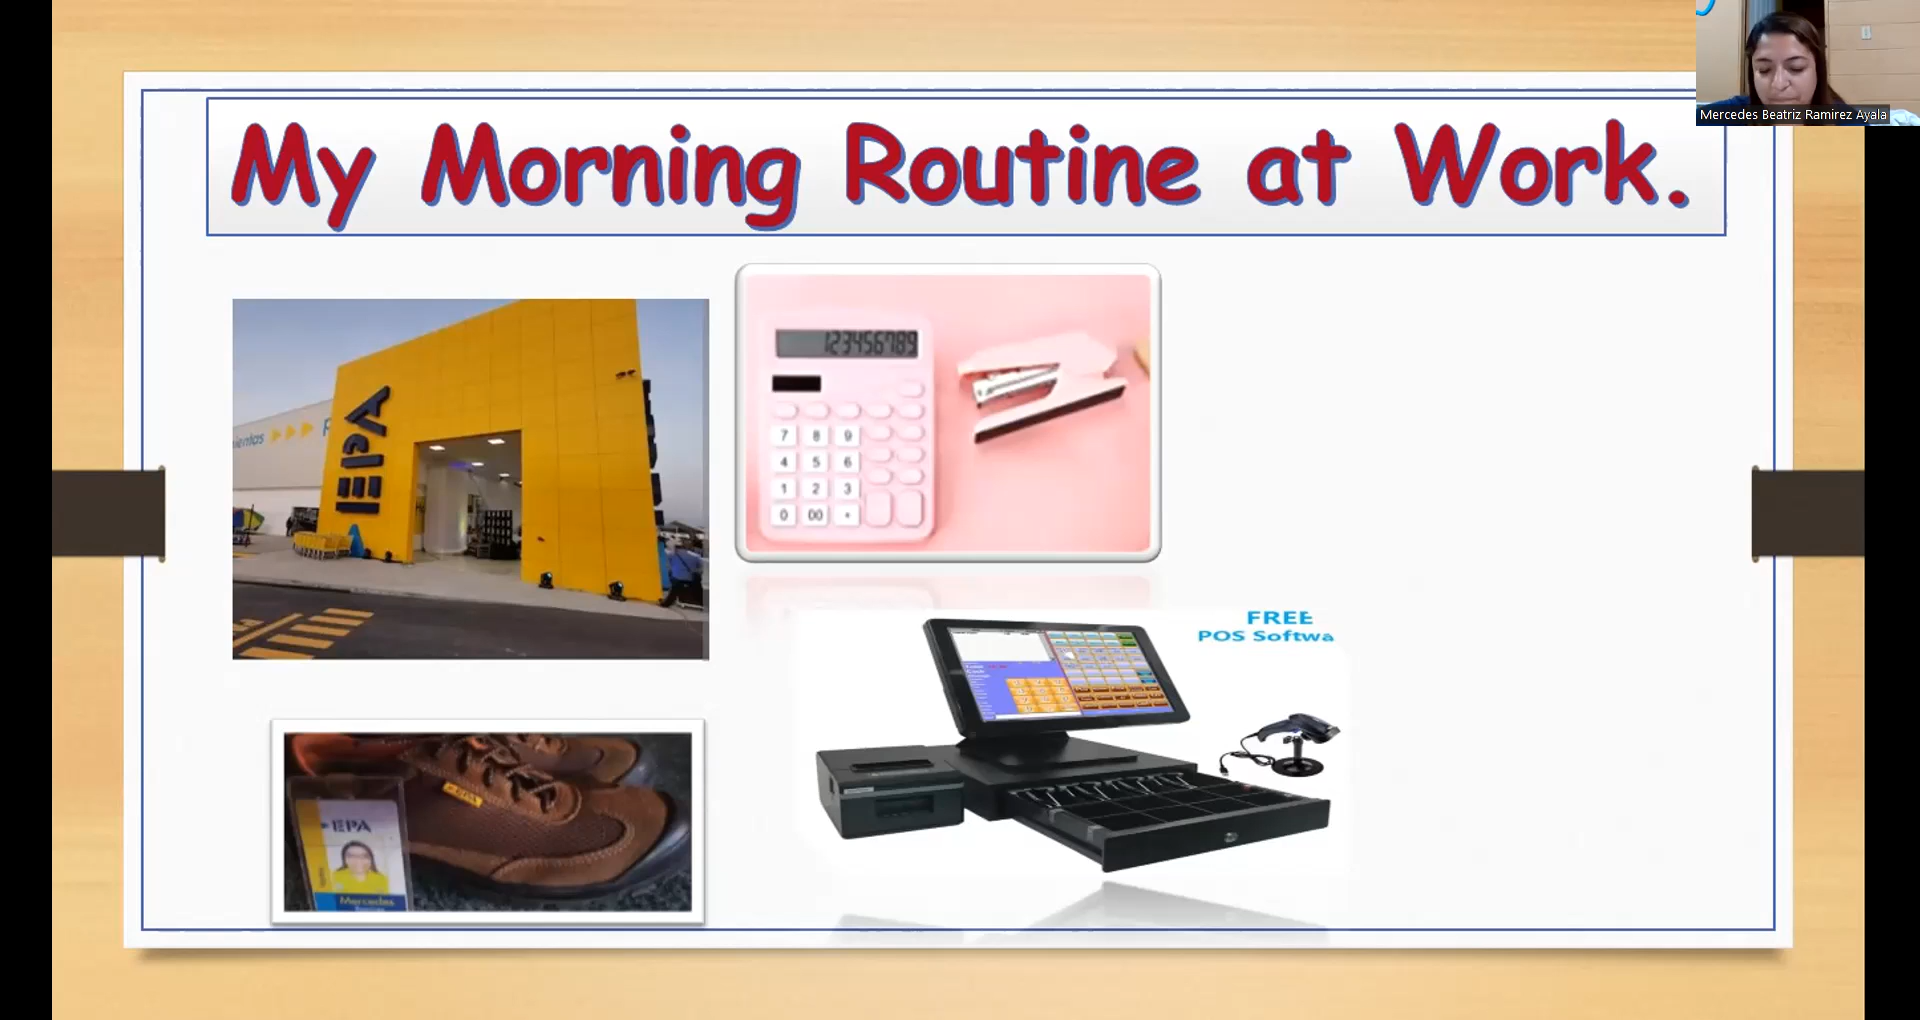 Mercedes Beatriz Ramirez Ayala
My Morning Routine at Work.
EPA
123456789
7 8 9
4 5 6
1 2 3
0 00 •
FREE
POS Softwa
EPA
EPA
Mercedes